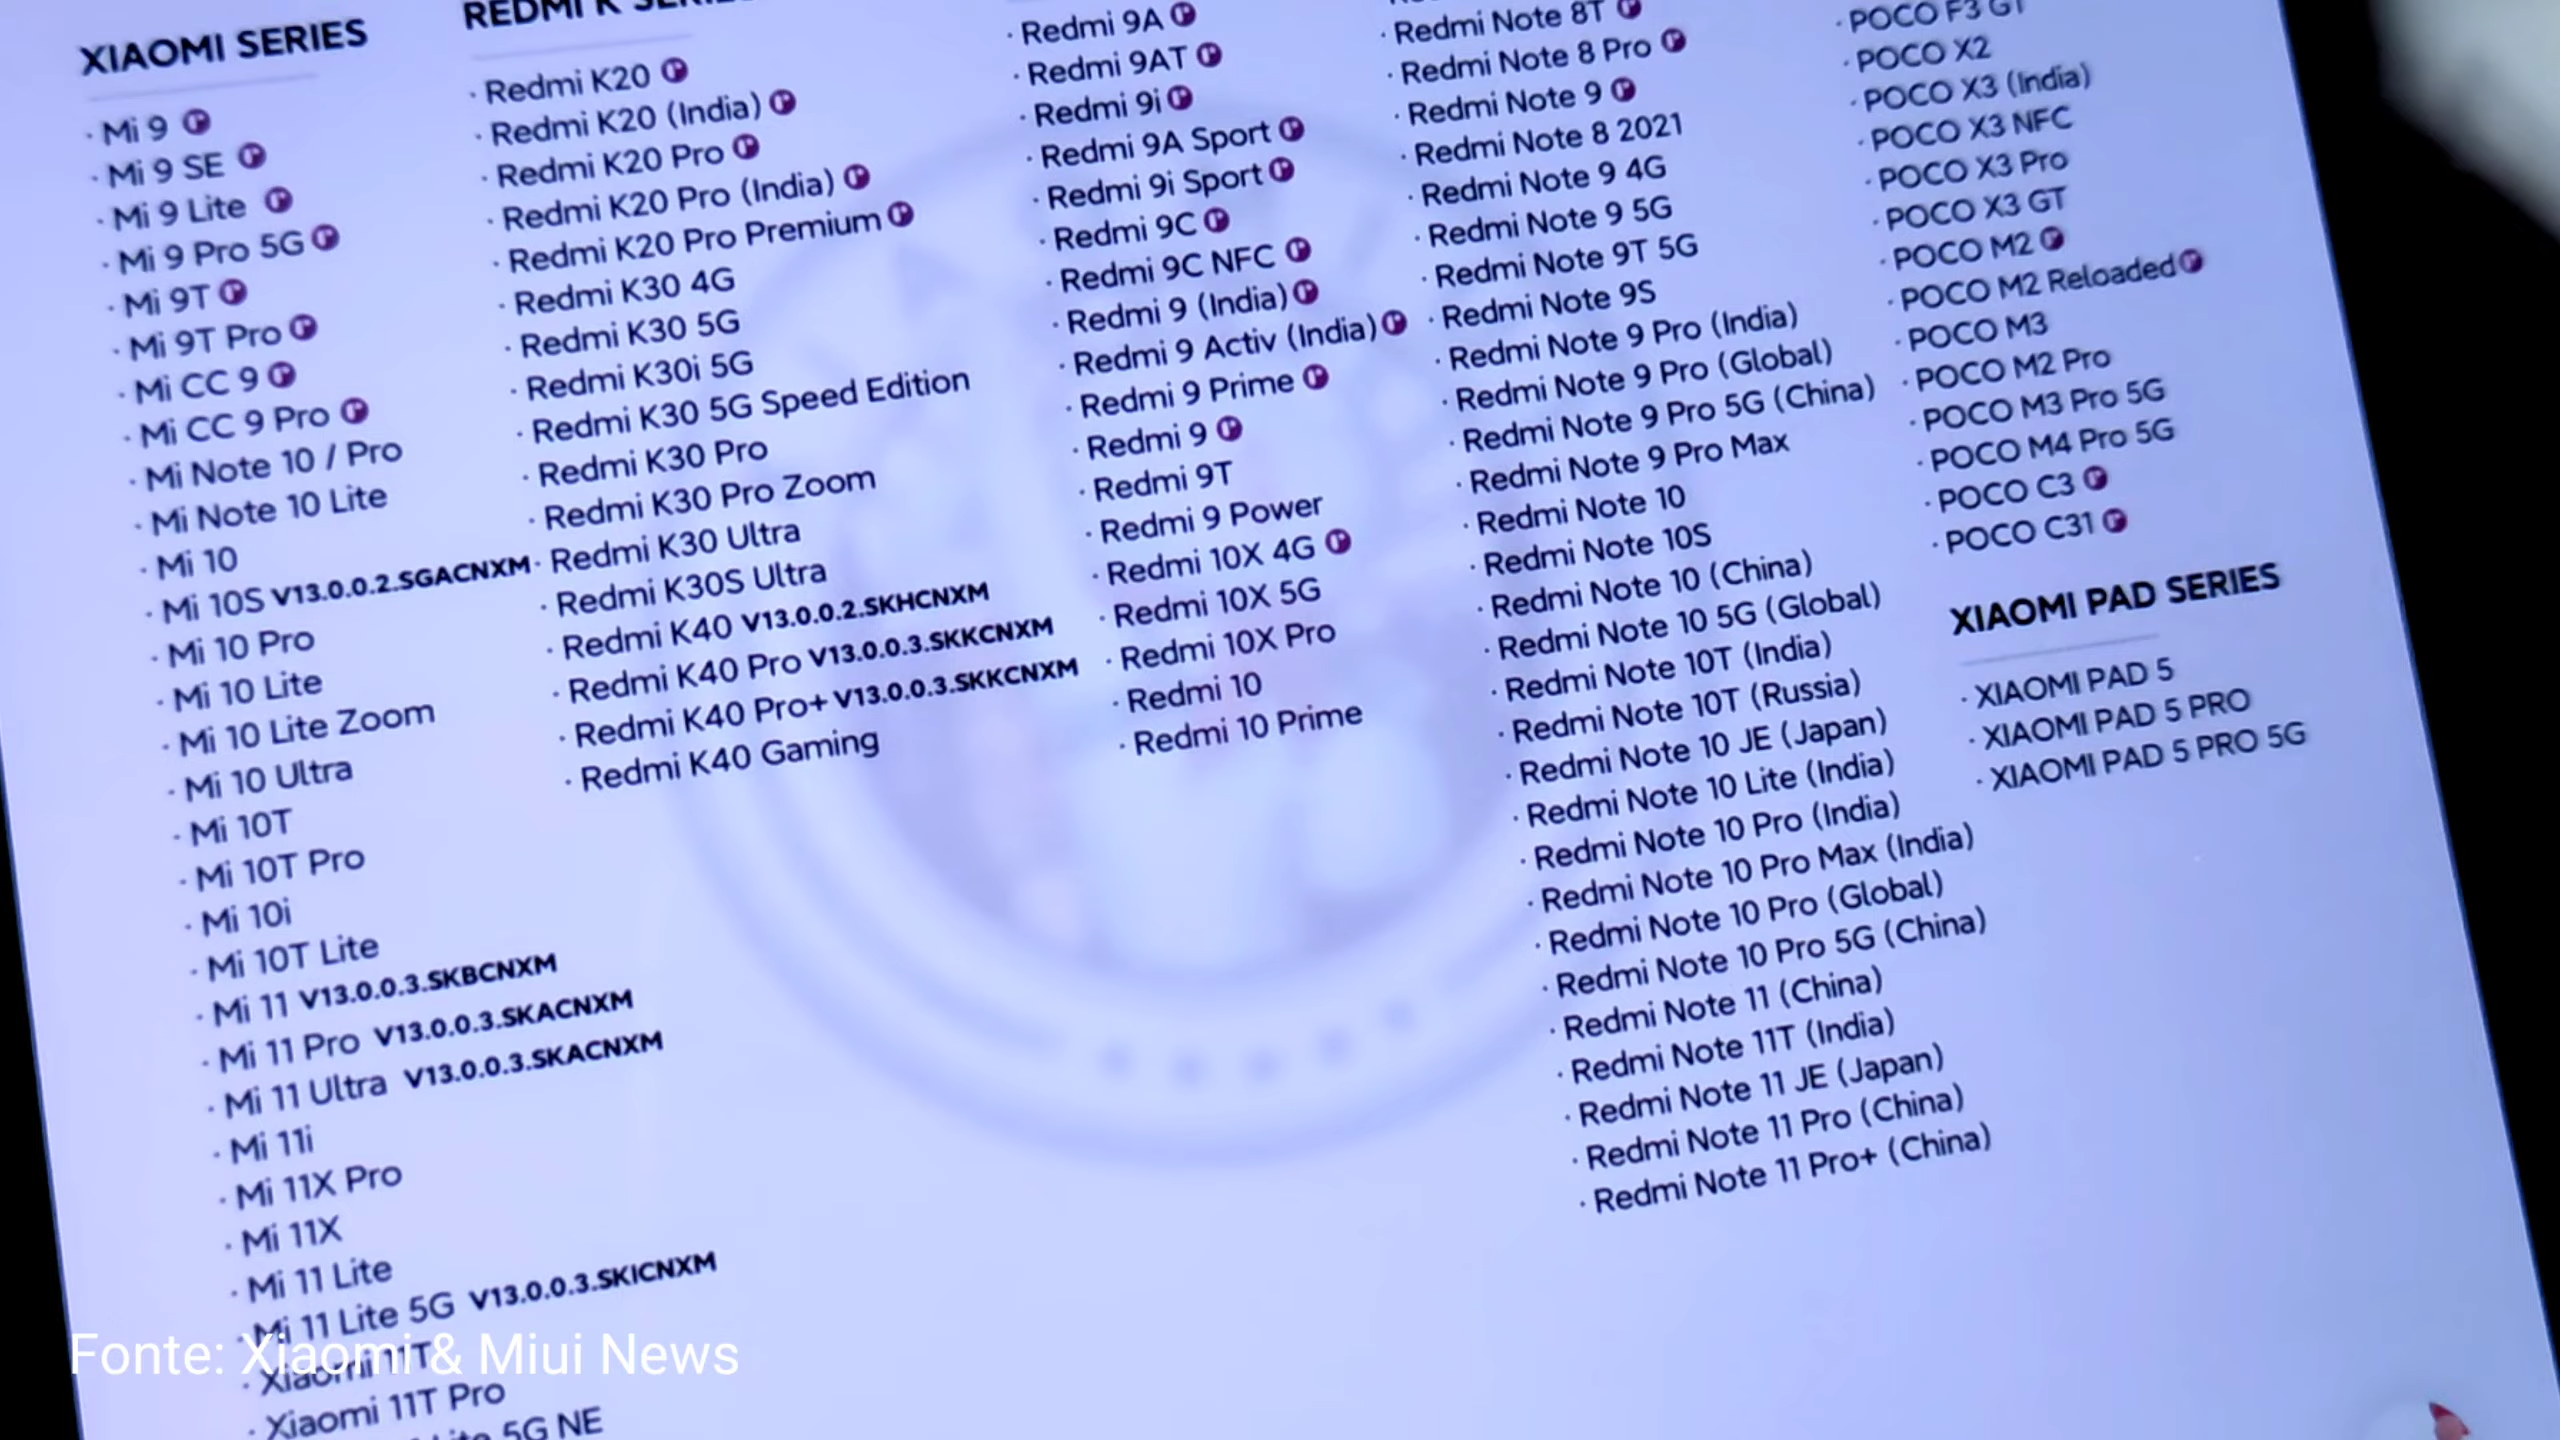 XIAOMI SERIES
· Mi 9
· Mi 9 SE
· Mi 9 Lite
· Mi 9 Pro 5G
· Mi 9T
· Mi 9T Pro
· Mi CC 9
· Mi CC 9 Pro
· Mi Note 10 / Pro
· Mi Note 10 Lite
· Mi 10
· Mi 10S V13.0.0.2.SGACNXM
· Mi 10 Pro
· Mi 10 Lite
· Mi 10 Lite Zoom
· Mi 10 Ultra
· Mi 10T
· Mi 10T Pro
· Mi 10i
· Mi 10T Lite
· Mi 11 V13.0.0.3.SKBCNXM
· Mi 11 Pro V13.0.0.3.SKACNXM
· Mi 11 Ultra V13.0.0.3.SKACNXM
· Mi 11i
· Mi 11X Pro
· Mi 11X
· Mi 11 Lite
· Mi 11 Lite 5G V13.0.0.3.SKICNXM
· Xiaomi 11T
· Xiaomi 11T Pro
5G NE
REDMI K SERIES
· Redmi K20
· Redmi K20 (India)
· Redmi K20 Pro
· Redmi K20 Pro (India)
· Redmi K20 Pro Premium
· Redmi K30 4G
· Redmi K30 5G
· Redmi K30i 5G
· Redmi K30 5G Speed Edition
· Redmi K30 Pro
· Redmi K30 Pro Zoom
· Redmi K30 Ultra
· Redmi K30S Ultra
· Redmi K40 V13.0.0.2.SKHCNXM
· Redmi K40 Pro V13.0.0.3.SKKCNXM
· Redmi K40 Pro+ V13.0.0.3.SKKCNXM
· Redmi K40 Gaming
· Redmi 9A
· Redmi 9AT
· Redmi 9i
· Redmi 9A Sport
· Redmi 9i Sport
· Redmi 9C
· Redmi 9C NFC
· Redmi 9 (India)
· Redmi 9 Activ (India)
· Redmi 9 Prime
· Redmi 9
· Redmi 9T
· Redmi 9 Power
· Redmi 10X 4G
· Redmi 10X 5G
· Redmi 10X Pro
· Redmi 10
· Redmi 10 Prime
· Redmi Note 8T
· Redmi Note 8 Pro
· Redmi Note 9
· Redmi Note 8 2021
· Redmi Note 9 4G
· Redmi Note 9 5G
· Redmi Note 9T 5G
· Redmi Note 9S
· Redmi Note 9 Pro (India)
· Redmi Note 9 Pro (Global)
· Redmi Note 9 Pro 5G (China)
· Redmi Note 9 Pro Max
· Redmi Note 10
· Redmi Note 10S
· Redmi Note 10 (China)
· Redmi Note 10 5G (Global)
· Redmi Note 10T (India)
· Redmi Note 10T (Russia)
· Redmi Note 10 JE (Japan)
· Redmi Note 10 Lite (India)
· Redmi Note 10 Pro (India)
· Redmi Note 10 Pro Max (India)
· Redmi Note 10 Pro (Global)
· Redmi Note 10 Pro 5G (China)
· Redmi Note 11 (China)
· Redmi Note 11T (India)
· Redmi Note 11 JE (Japan)
· Redmi Note 11 Pro (China)
· Redmi Note 11 Pro+ (China)
· POCO F3 GT
· POCO X2
· POCO X3 (India)
· POCO X3 NFC
· POCO X3 Pro
· POCO X3 GT
· POCO M2
· POCO M2 Reloaded
· POCO M3
· POCO M2 Pro
· POCO M3 Pro 5G
· POCO M4 Pro 5G
· POCO C3
· POCO C31
XIAOMI PAD SERIES
· XIAOMI PAD 5
· XIAOMI PAD 5 PRO
· XIAOMI PAD 5 PRO 5G
Fonte: Xiaomi & Miui News